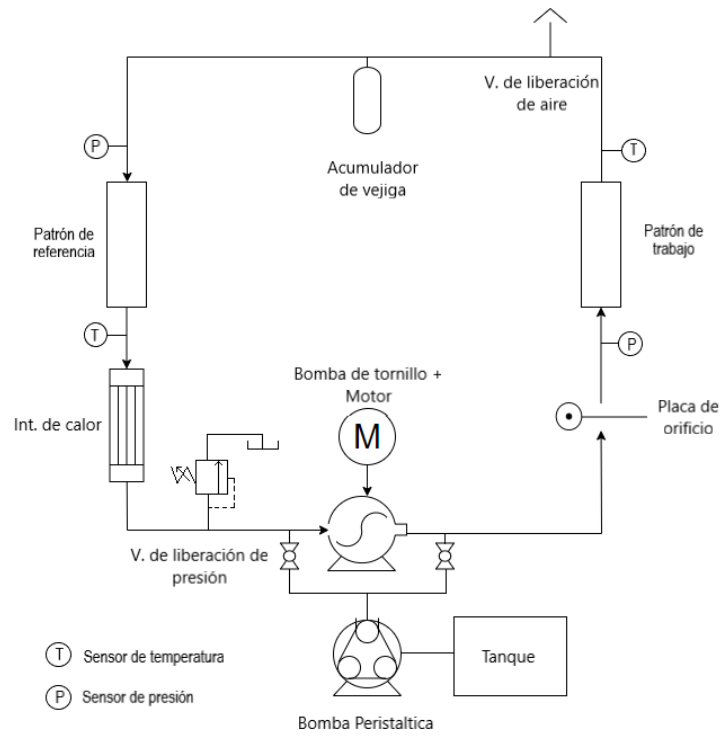 V. de liberación
de aire
P
Acumulador
de vejiga
T
Patrón de
referencia
Patrón de
trabajo
T
P
Bomba de tornillo +
Motor
Int. de calor
M
Placa de
orificio
V. de liberación de
presión
T Sensor de temperatura
Tanque
P Sensor de presión
Bomba Peristaltica